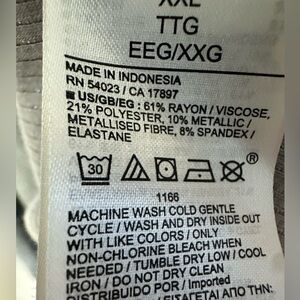 XXL
TTG
EEG/XXG
MADE IN INDONESIA
RN 54023 / CA 17897
US/GB/EG : 61% RAYON / VISCOSE,
21% POLYESTER, 10% METALLIC /
METALLISED FIBRE, 8% SPANDEX /
ELASTANE
30
®
1166
MACHINE WASH COLD GENTLE
CYCLE / WASH AND DRY INSIDE OUT
WITH LIKE COLORS / ONLY
NON-CHLORINE BLEACH WHEN
NEEDED / TUMBLE DRY LOW / COOL
IRON / DO NOT DRY CLEAN
DISTRIBUIDO POR / Imported
ΕΙΣΑΓΕΤΑΙ ΑΠΟ ΤΗΝ: